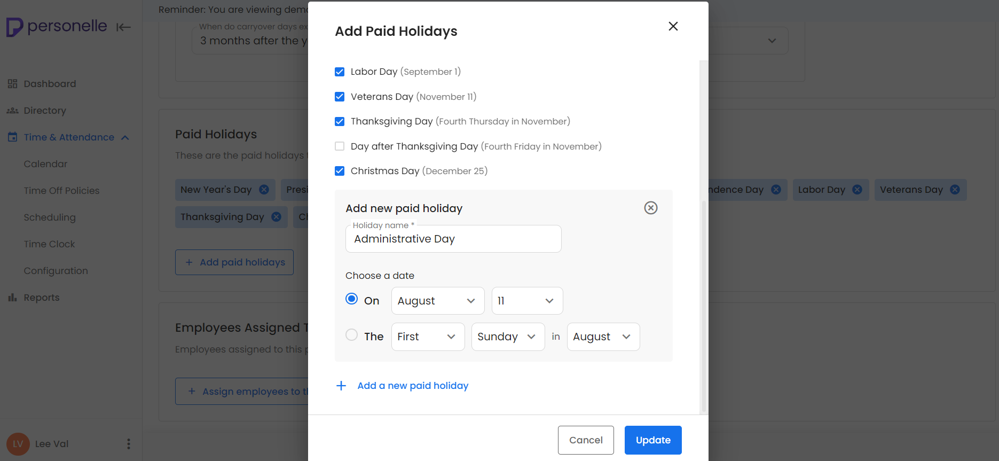 Reminder: You are viewing demo
personelle
When do carryover days ex
3 months after the y
Dashboard
Directory
Time & Attendance
Calendar
Time Off Policies
Scheduling
Time Clock
Configuration
Reports
LV
Lee Val
Paid Holidays
These are the paid holidays
New Year's Day
ndence Day
Labor Day
Veterans Day
Thanksgiving Day
+ Add paid holidays
Employees Assigned T
Employees assigned to this
+ Assign employees to
Add Paid Holidays
Labor Day (September 1)
Veterans Day (November 11)
Thanksgiving Day (Fourth Thursday in November)
Day after Thanksgiving Day (Fourth Friday in November)
Christmas Day (December 25)
Add new paid holiday
Holiday name *
Administrative Day
Choose a date
On August 11
The First Sunday in August
+ Add a new paid holiday
Cancel
Update